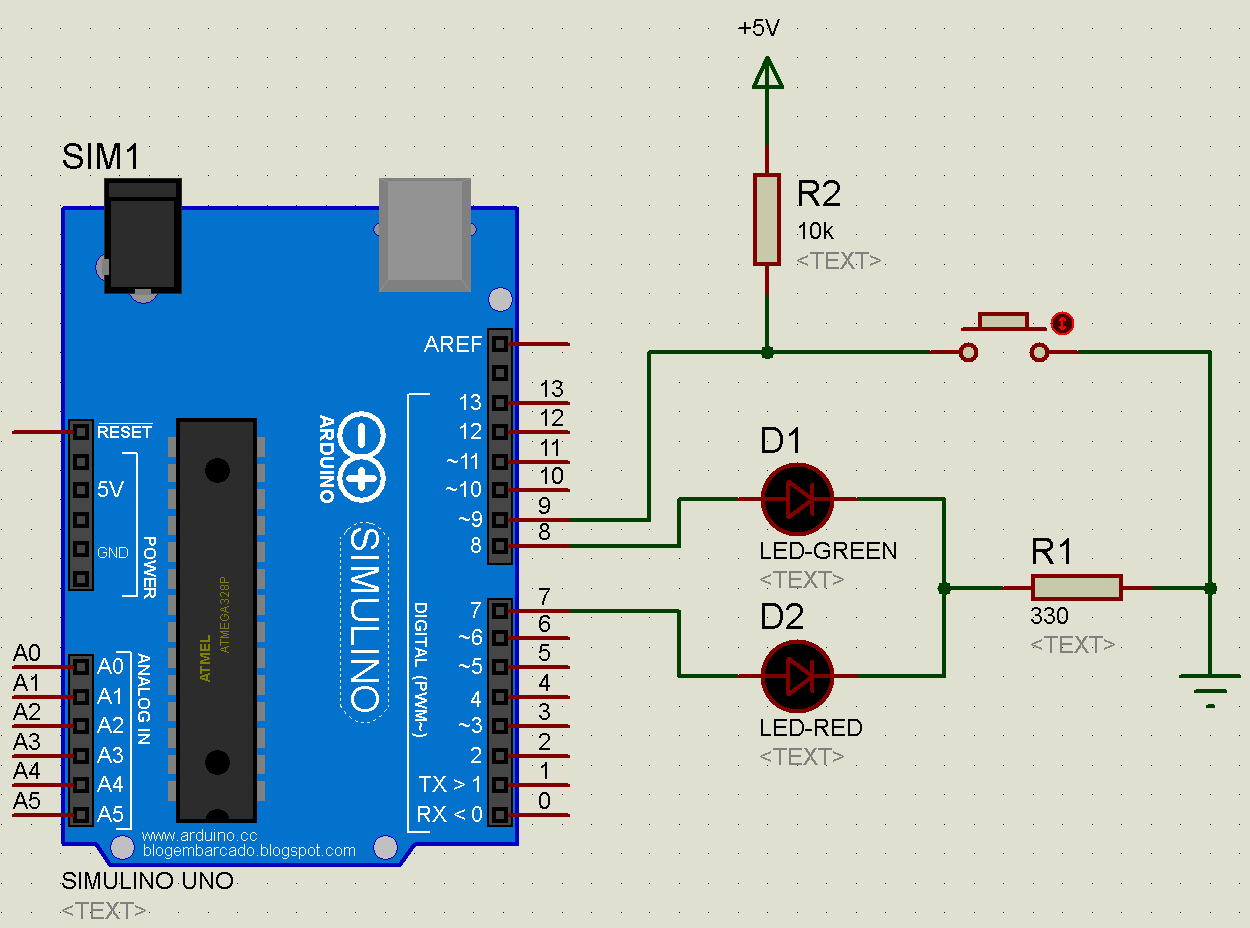 +5V
SIM1
R2
10k
<TEXT>
AREF
13
13
12
12
~11
11
~10
10
~9
9
8
8
RESET
5V
GND
POWER
ARDUINO
SIMULINO
ATMEL
ATMEGA328P
DIGITAL (PWM~)
7
7
~6
6
~5
5
4
4
~3
3
2
2
TX > 1
1
RX < 0
0
A0
A0
A1
A1
A2
A2
A3
A3
A4
A4
A5
A5
ANALOG IN
www.arduino.cc
blogembarcado.blogspot.com
SIMULINO UNO
<TEXT>
D1
LED-GREEN
<TEXT>
D2
LED-RED
<TEXT>
R1
330
<TEXT>